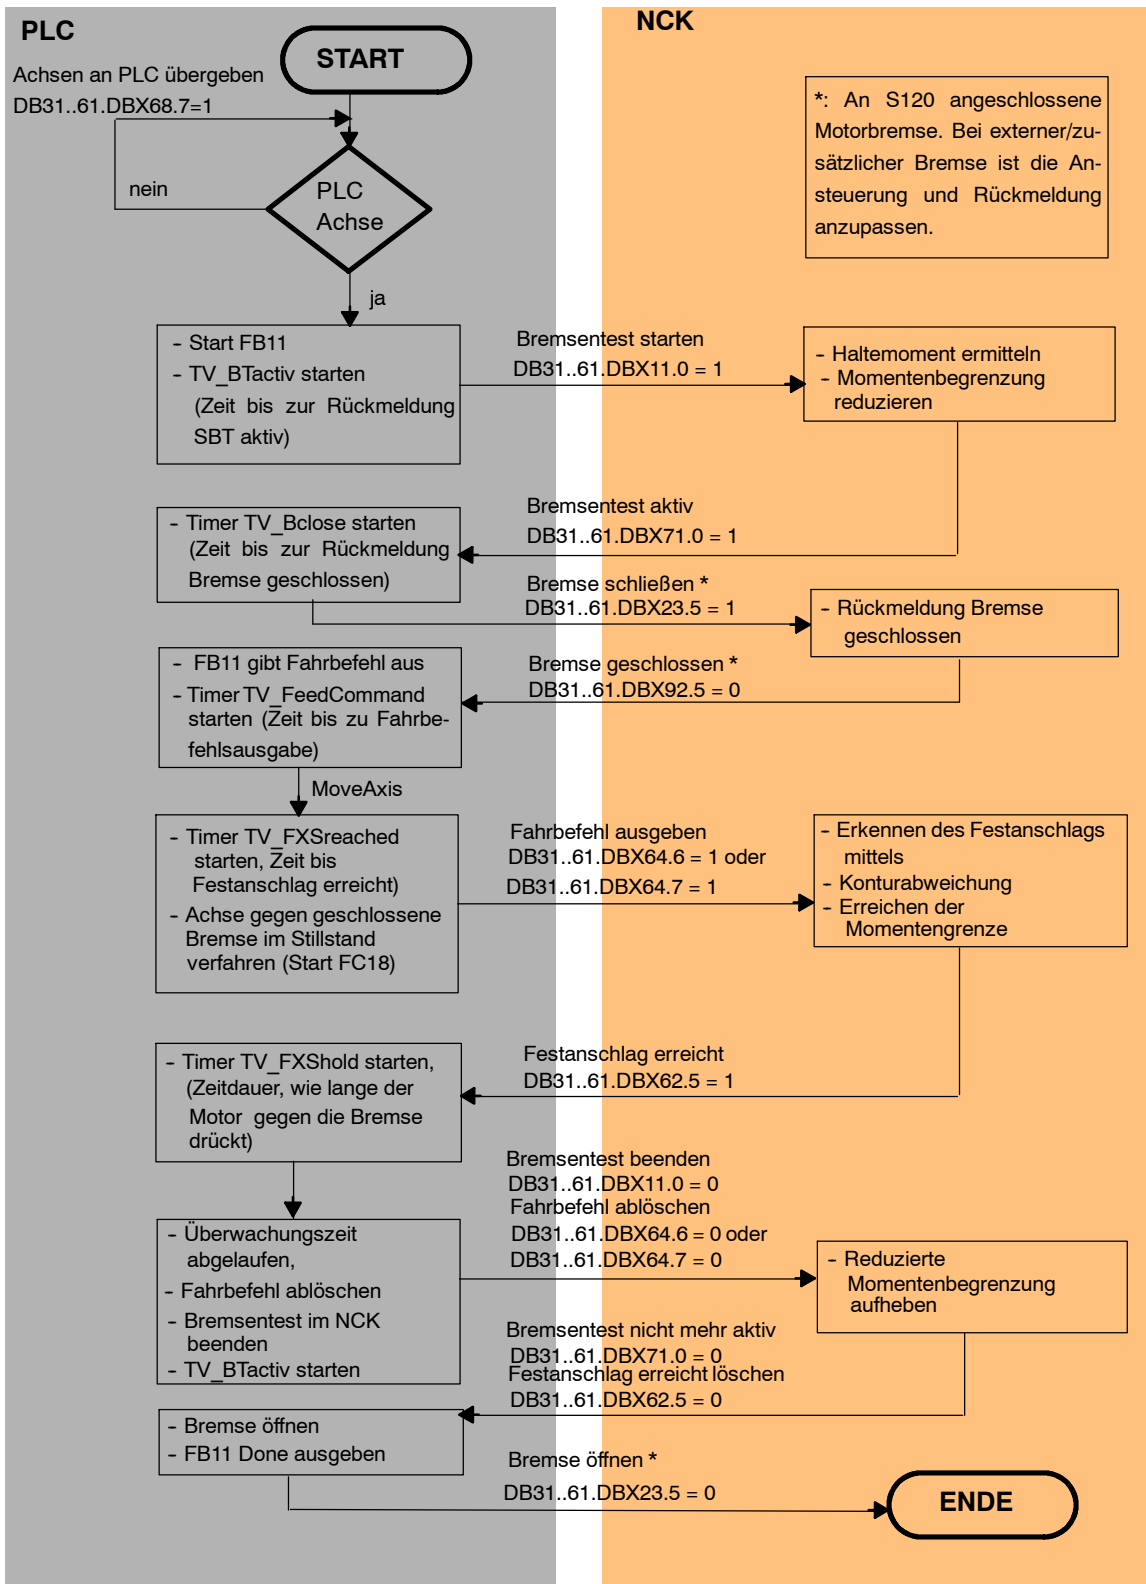 PLC
NCK
START
Achsen an PLC übergeben
DB31..61.DBX68.7=1
nein
PLC
Achse
ja
*: An S120 angeschlossene
Motorbremse. Bei externer/zu-
sätzlicher Bremse ist die An-
steuerung und Rückmeldung
anzupassen.
- Start FB11
- TV_BTactiv starten
(Zeit bis zur Rückmeldung
SBT aktiv)
Bremsentest starten
DB31..61.DBX11.0 = 1
- Haltemoment ermitteln
- Momentenbegrenzung
reduzieren
Bremsentest aktiv
DB31..61.DBX71.0 = 1
- Timer TV_Bclose starten
(Zeit bis zur Rückmeldung
Bremse geschlossen)
Bremse schließen *
DB31..61.DBX23.5 = 1
- Rückmeldung Bremse
geschlossen
Bremse geschlossen *
DB31..61.DBX92.5 = 0
- FB11 gibt Fahrbefehl aus
- Timer TV_FeedCommand
starten (Zeit bis zu Fahrbe-
fehlsausgabe)
MoveAxis
- Timer TV_FXSreached
starten, Zeit bis
Festanschlag erreicht)
- Achse gegen geschlossene
Bremse im Stillstand
verfahren (Start FC18)
Fahrbefehl ausgeben
DB31..61.DBX64.6 = 1 oder
DB31..61.DBX64.7 = 1
- Erkennen des Festanschlags
mittels
- Konturabweichung
- Erreichen der
Momentengrenze
Festanschlag erreicht
DB31..61.DBX62.5 = 1
- Timer TV_FXShold starten,
(Zeitdauer, wie lange der
Motor gegen die Bremse
drückt)
Bremsentest beenden
DB31..61.DBX11.0 = 0
Fahrbefehl ablöschen
DB31..61.DBX64.6 = 0 oder
DB31..61.DBX64.7 = 0
- Überwachungszeit
abgelaufen,
- Fahrbefehl ablöschen
- Bremsentest im NCK
beenden
- TV_BTactiv starten
- Reduzierte
Momentenbegrenzung
aufheben
Bremsentest nicht mehr aktiv
DB31..61.DBX71.0 = 0
Festanschlag erreicht löschen
DB31..61.DBX62.5 = 0
- Bremse öffnen
- FB11 Done ausgeben
Bremse öffnen *
DB31..61.DBX23.5 = 0
ENDE